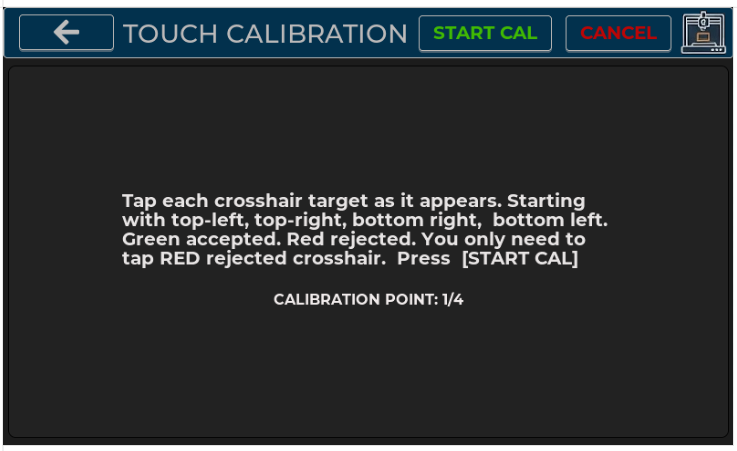 TOUCH CALIBRATION START CAL CANCEL
Tap each crosshair target as it appears. Starting
with top-left, top-right, bottom right,  bottom left.
Green accepted. Red rejected. You only need to
tap RED rejected crosshair.  Press  [START CAL]
CALIBRATION POINT: 1/4